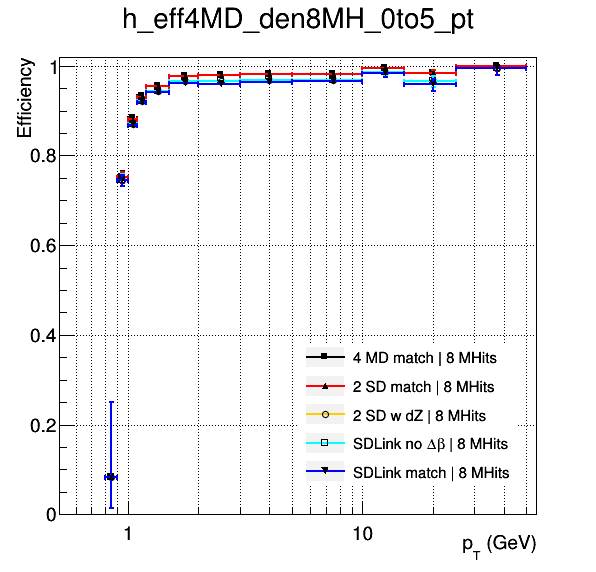 h_eff4MD_den8MH_0to5_pt
Efficiency
1
0.8
0.6
0.4
0.2
0
4 MD match | 8 MHits
2 SD match | 8 MHits
2 SD w dZ | 8 MHits
SDLink no Δβ | 8 MHits
SDLink match | 8 MHits
1 10
p_T (GeV)